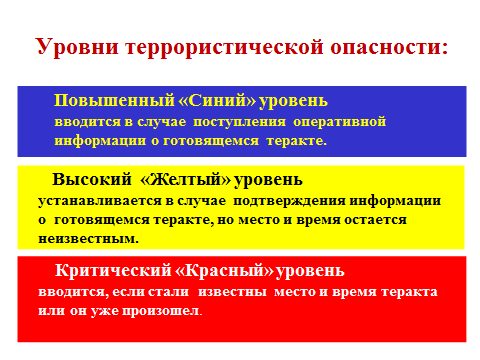 Уровни террористической опасности:
Повышенный «Синий» уровень
вводится в случае поступления оперативной
информации о готовящемся теракте.
Высокий «Желтый» уровень
устанавливается в случае подтверждения информации
о готовящемся теракте, но место и время остается
неизвестным.
Критический «Красный» уровень
вводится, если стали известны место и время теракта
или он уже произошел.